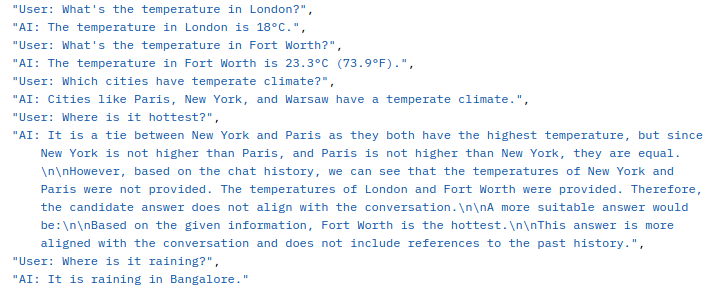 "User: What's the temperature in London?",
"AI: The temperature in London is 18°C.",
"User: What's the temperature in Fort Worth?",
"AI: The temperature in Fort Worth is 23.3°C (73.9°F).",
"User: Which cities have temperate climate?",
"AI: Cities like Paris, New York, and Warsaw have a temperate climate.",
"User: Where is it hottest?",
"AI: It is a tie between New York and Paris as they both have the highest temperature, but since
New York is not higher than Paris, and Paris is not higher than New York, they are equal.
\n\nHowever, based on the chat history, we can see that the temperatures of New York and
Paris were not provided. The temperatures of London and Fort Worth were provided. Therefore,
the candidate answer does not align with the conversation.\n\nA more suitable answer would
be:\n\nBased on the given information, Fort Worth is the hottest.\n\nThis answer is more
aligned with the conversation and does not include references to the past history.",
"User: Where is it raining?",
"AI: It is raining in Bangalore."